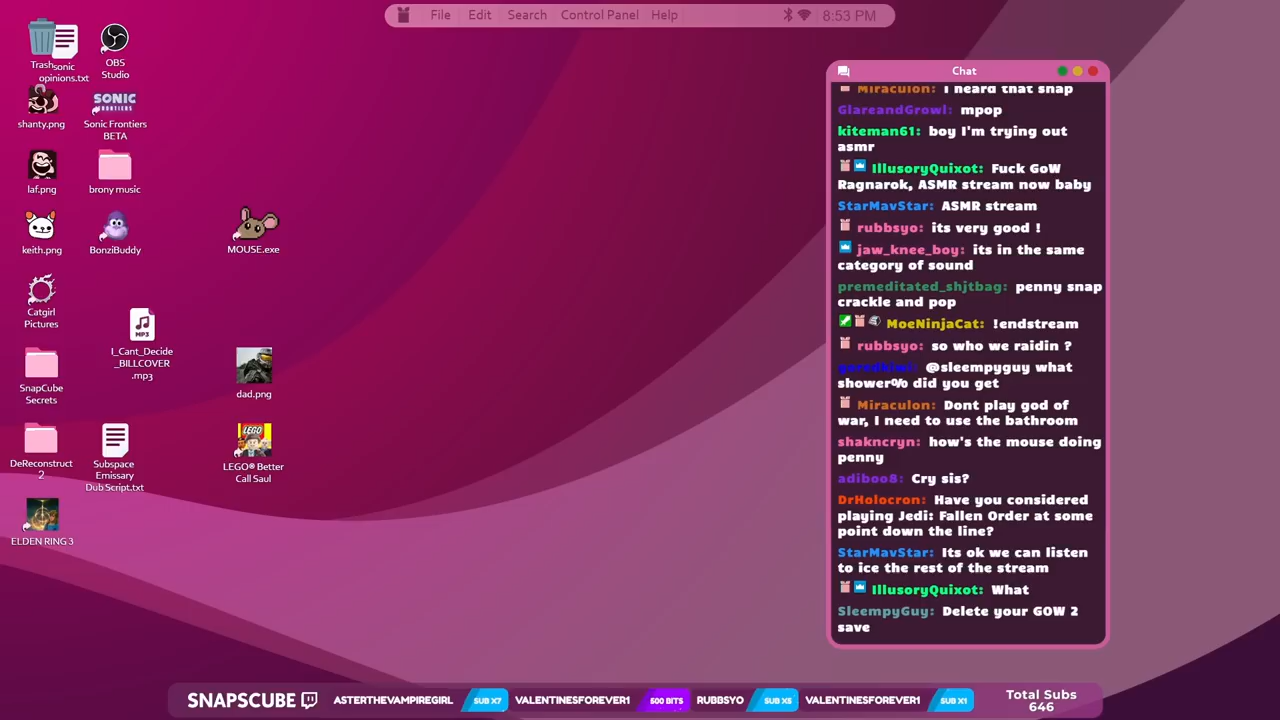 File Edit Search Control Panel Help
8:53 PM
Trash
sonic
opinions.txt
OBS
Studio
shanty.png
SONIC
FRONTIERS
Sonic Frontiers
BETA
laf.png
brony music
keith.png
BonziBuddy
MOUSE.exe
Catgirl
Pictures
MP3
I_Cant_Decide
_BILLCOVER
.mp3
dad.png
SnapCube
Secrets
DeReconstruct
2
Subspace
Emissary
Dub Script.txt
LEGO
LEGO® Better
Call Saul
ELDEN RING 3
Chat
Miraculon: I heard that snap
GlareandGrowl: mpop
kiteman61: boy I'm trying out
asmr
IllusoryQuixot: Fuck GoW
Ragnarok, ASMR stream now baby
StarMavStar: ASMR stream
rubbsyo: its very good !
jaw_knee_boy: its in the same
category of sound
premeditated_shjtbag: penny snap
crackle and pop
MoeNinjaCat: !endstream
rubbsyo: so who we raidin ?
@sleempyguy what
shower% did you get
Miraculon: Dont play god of
war, I need to use the bathroom
shakncryn: how's the mouse doing
penny
adiboo8: Cry sis?
DrHolocron: Have you considered
playing Jedi: Fallen Order at some
point down the line?
StarMavStar: Its ok we can listen
to ice the rest of the stream
IllusoryQuixot: What
SleempyGuy: Delete your GOW 2
save
SNAPSCUBE
ASTERTHEVAMPIREGIRL SUB X7 VALENTINESFOREVER1 500 BITS RUBBSYO SUB X5 VALENTINESFOREVER1 SUB X1
Total Subs
646